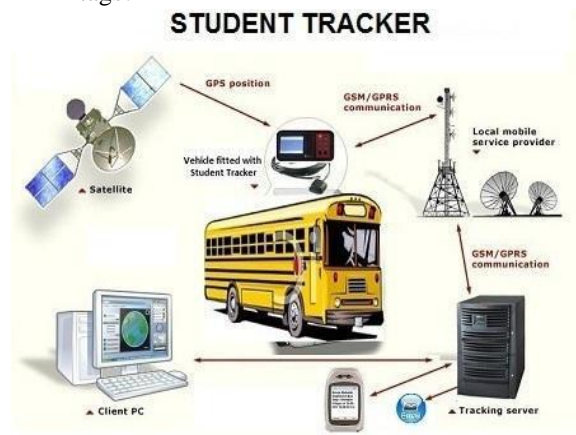 STUDENT TRACKER
GPS position
GSM/GPRS
communication
Local mobile
service provider
Vehicle fitted with
Student Tracker
Satellite
GSM/GPRS
communication
Client PC
Tracking server